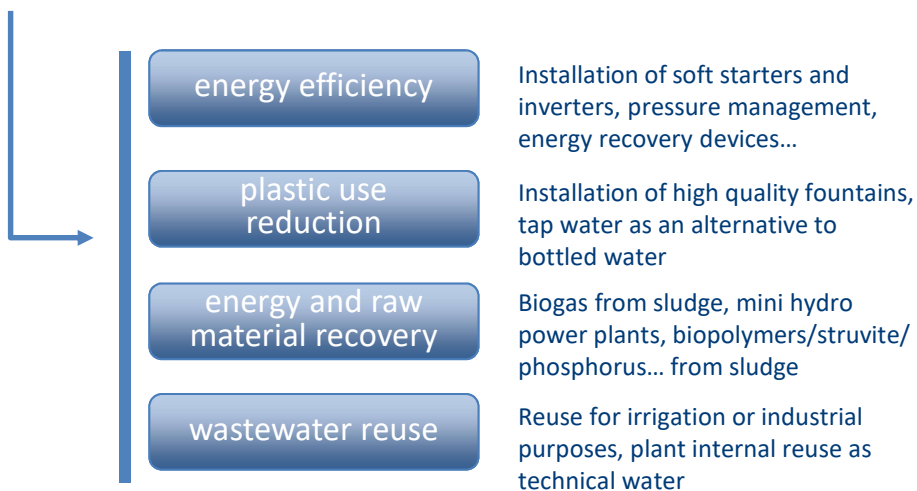 energy efficiency
Installation of soft starters and
inverters, pressure management,
energy recovery devices…
plastic use
reduction
Installation of high quality fountains,
tap water as an alternative to
bottled water
energy and raw
material recovery
Biogas from sludge, mini hydro
power plants, biopolymers/struvite/
phosphorus… from sludge
wastewater reuse
Reuse for irrigation or industrial
purposes, plant internal reuse as
technical water